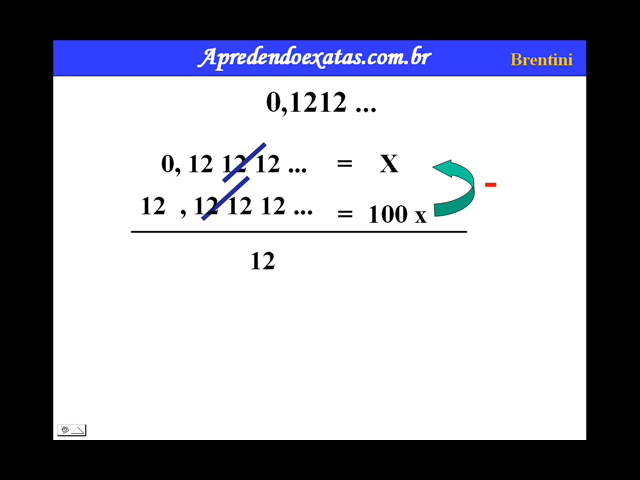 Apredendoexatas.com.br
Brentini
0,1212 ...
0, 12 12 12 ... = X
12 , 12 12 12 ... = 100 x
-
12